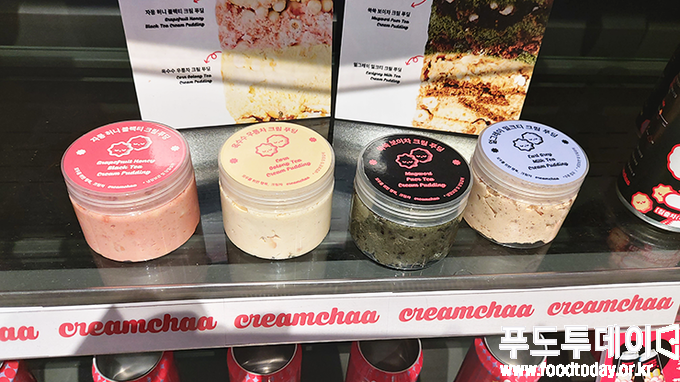 자몽 허니 블랙티 크림 푸딩
Grapefruit Honey
Black Tea
Cream Pudding
옥수수 우롱차 크림 푸딩
Corn Oolong Tea
Cream Pudding
쑥쑥 보이차 크림 푸딩
Mugword Puer Tea
Cream Pudding
얼그레이 밀크티 크림 푸딩
Earlgrey Milk Tea
Cream Pudding
자몽 허니 블랙티 크림 푸딩
Grapefruit Honey
Black Tea
Cream Pudding
옥수수 우롱차 크림 푸딩
Corn
Oolong Tea
Cream Pudding
쑥쑥 보이차 크림 푸딩
Mugword
Puer Tea
Cream Pudding
얼그레이 밀크티 크림 푸딩
Earl Grey
Milk Tea
Cream Pudding
creamchaa creamchaa creamchaa creamchaa
푸드투데이
www.foodtoday.or.kr